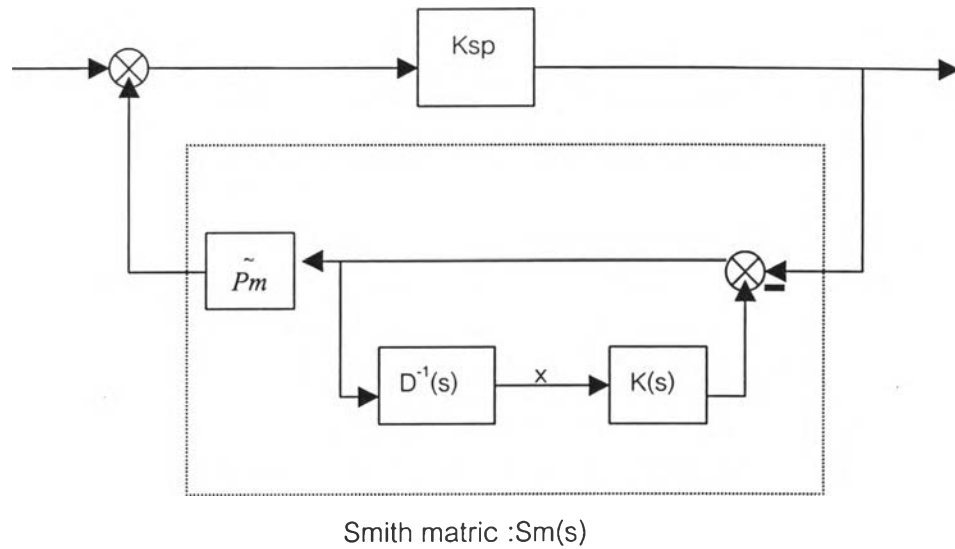 Ksp
~
Pm
D⁻¹(s)
x
K(s)
Smith matric :Sm(s)